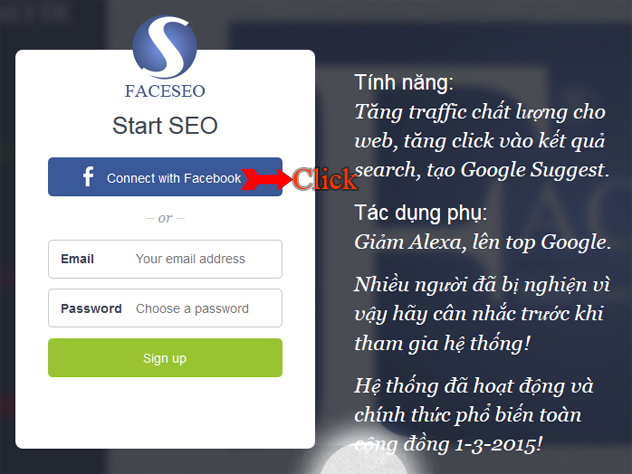 FACESEO
Start SEO
f Connect with Facebook
Click
– or –
Email Your email address
Password Choose a password
Sign up
Tính năng:
Tăng traffic chất lượng cho
web, tăng click vào kết quả
search, tạo Google Suggest.
Tác dụng phụ:
Giảm Alexa, lên top Google.
Nhiều người đã bị nghiện vì
vậy hãy cân nhắc trước khi
tham gia hệ thống!
Hệ thống đã hoạt động và
chính thức phổ biến toàn
cộng đồng 1-3-2015!